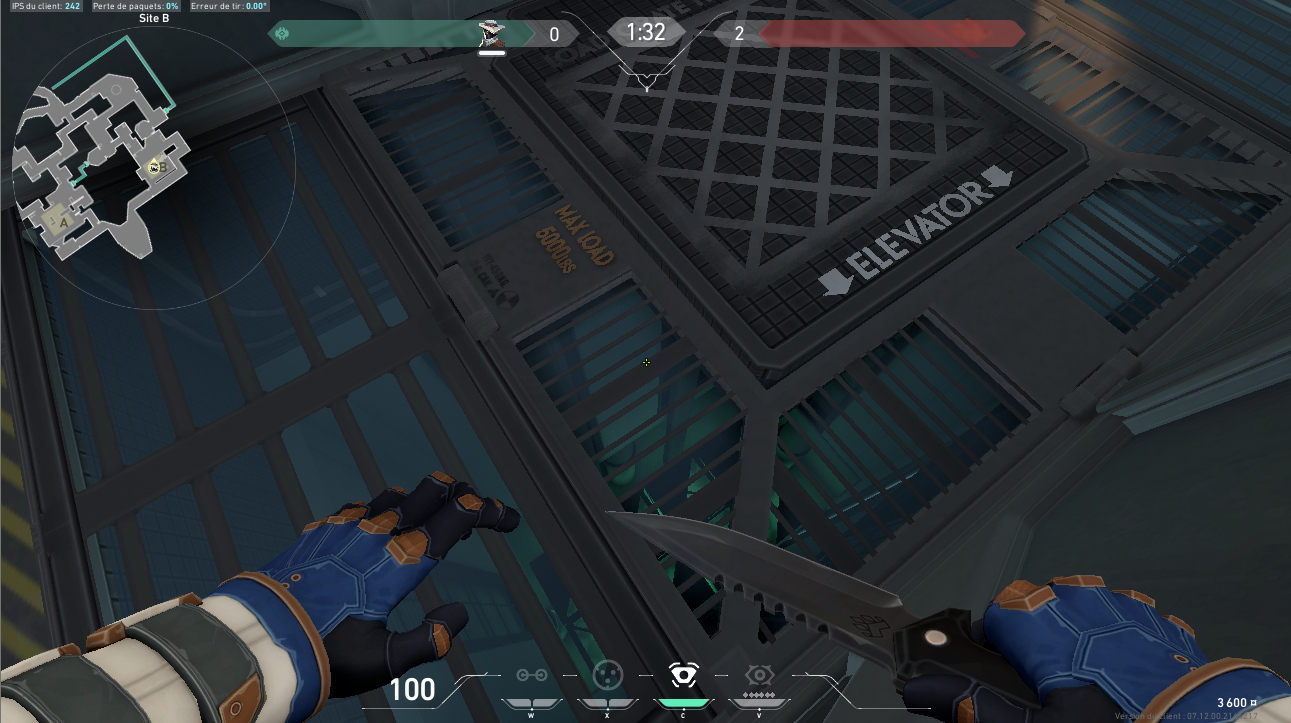 IPS du client: 242 Perte de paquets: 0% Erreur de tir: 0.00°
Site B
0 1:32 2
MAX LOAD
6000LBS
ELEVATOR
B
A
100
W X C V
3 600